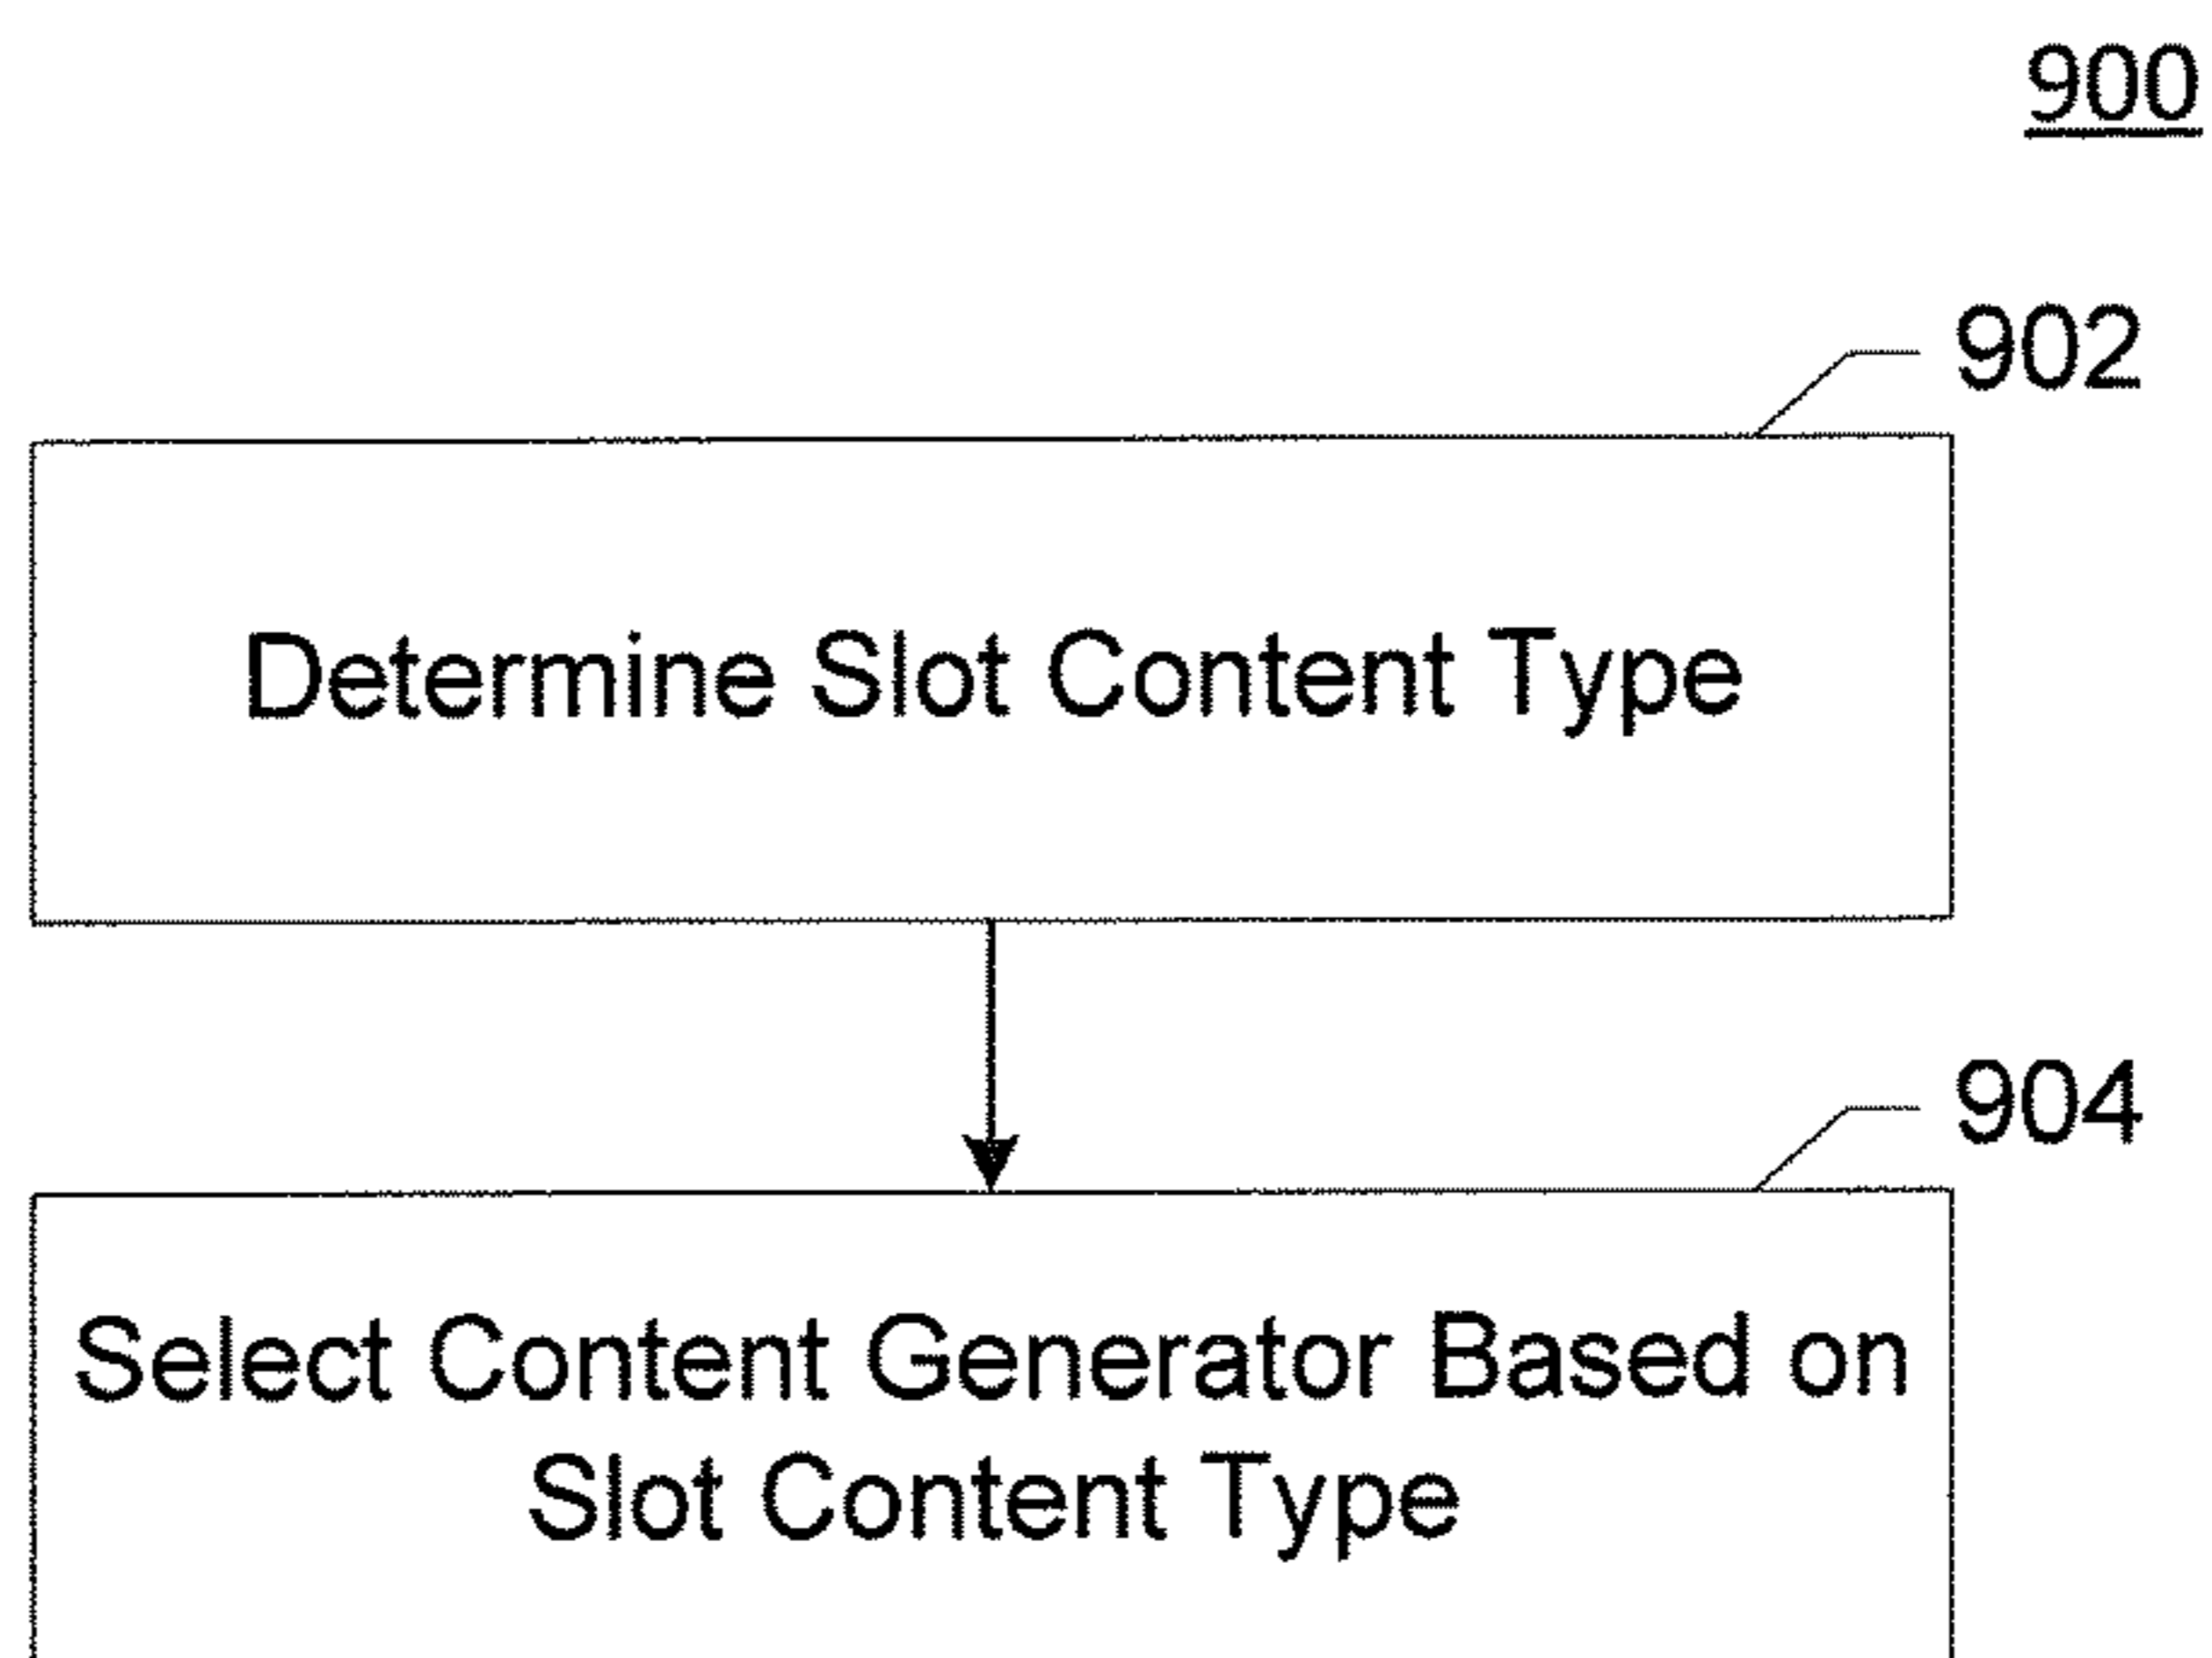 900
902
Determine Slot Content Type
904
Select Content Generator Based on
Slot Content Type